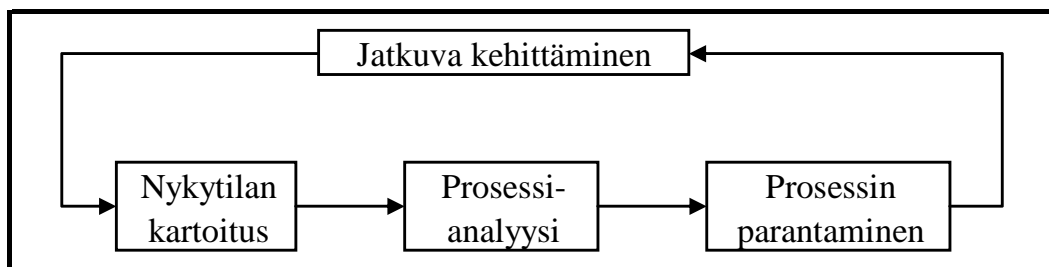 Jatkuva kehittäminen
Nykytilan
kartoitus
Prosessi-
analyysi
Prosessin
parantaminen